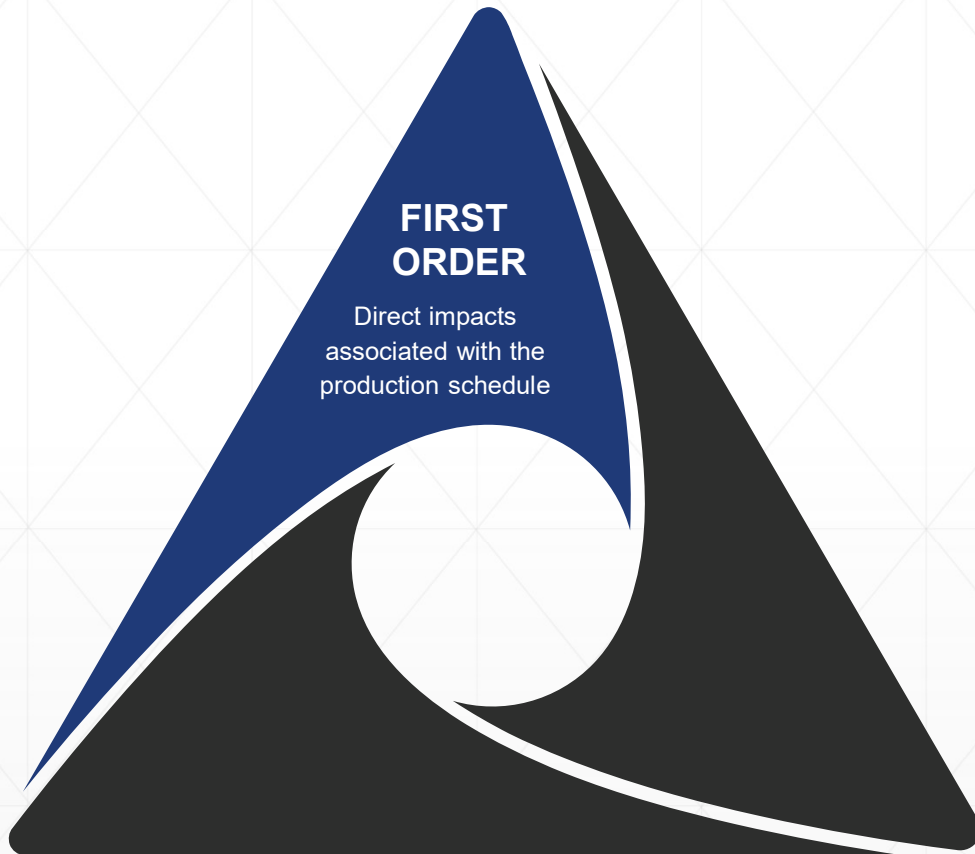 FIRST
ORDER
Direct impacts
associated with the
production schedule